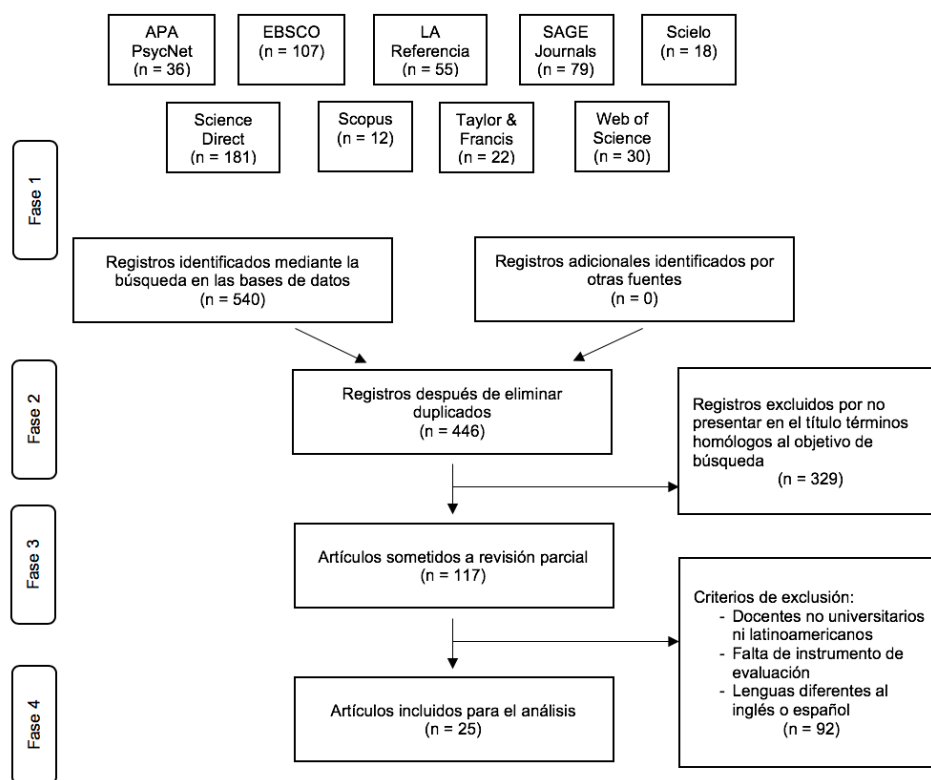 APA
PsycNet
(n = 36)
EBSCO
(n = 107)
LA
Referencia
(n = 55)
SAGE
Journals
(n = 79)
Scielo
(n = 18)
Science
Direct
(n = 181)
Scopus
(n = 12)
Taylor &
Francis
(n = 22)
Web of
Science
(n = 30)
Fase 1
Registros identificados mediante la
búsqueda en las bases de datos
(n = 540)
Registros adicionales identificados por
otras fuentes
(n = 0)
Fase 2
Registros después de eliminar
duplicados
(n = 446)
Registros excluidos por no
presentar en el título términos
homólogos al objetivo de
búsqueda
(n = 329)
Fase 3
Artículos sometidos a revisión parcial
(n = 117)
Criterios de exclusión:
- Docentes no universitarios
ni latinoamericanos
- Falta de instrumento de
evaluación
- Lenguas diferentes al
inglés o español
(n = 92)
Fase 4
Artículos incluidos para el análisis
(n = 25)